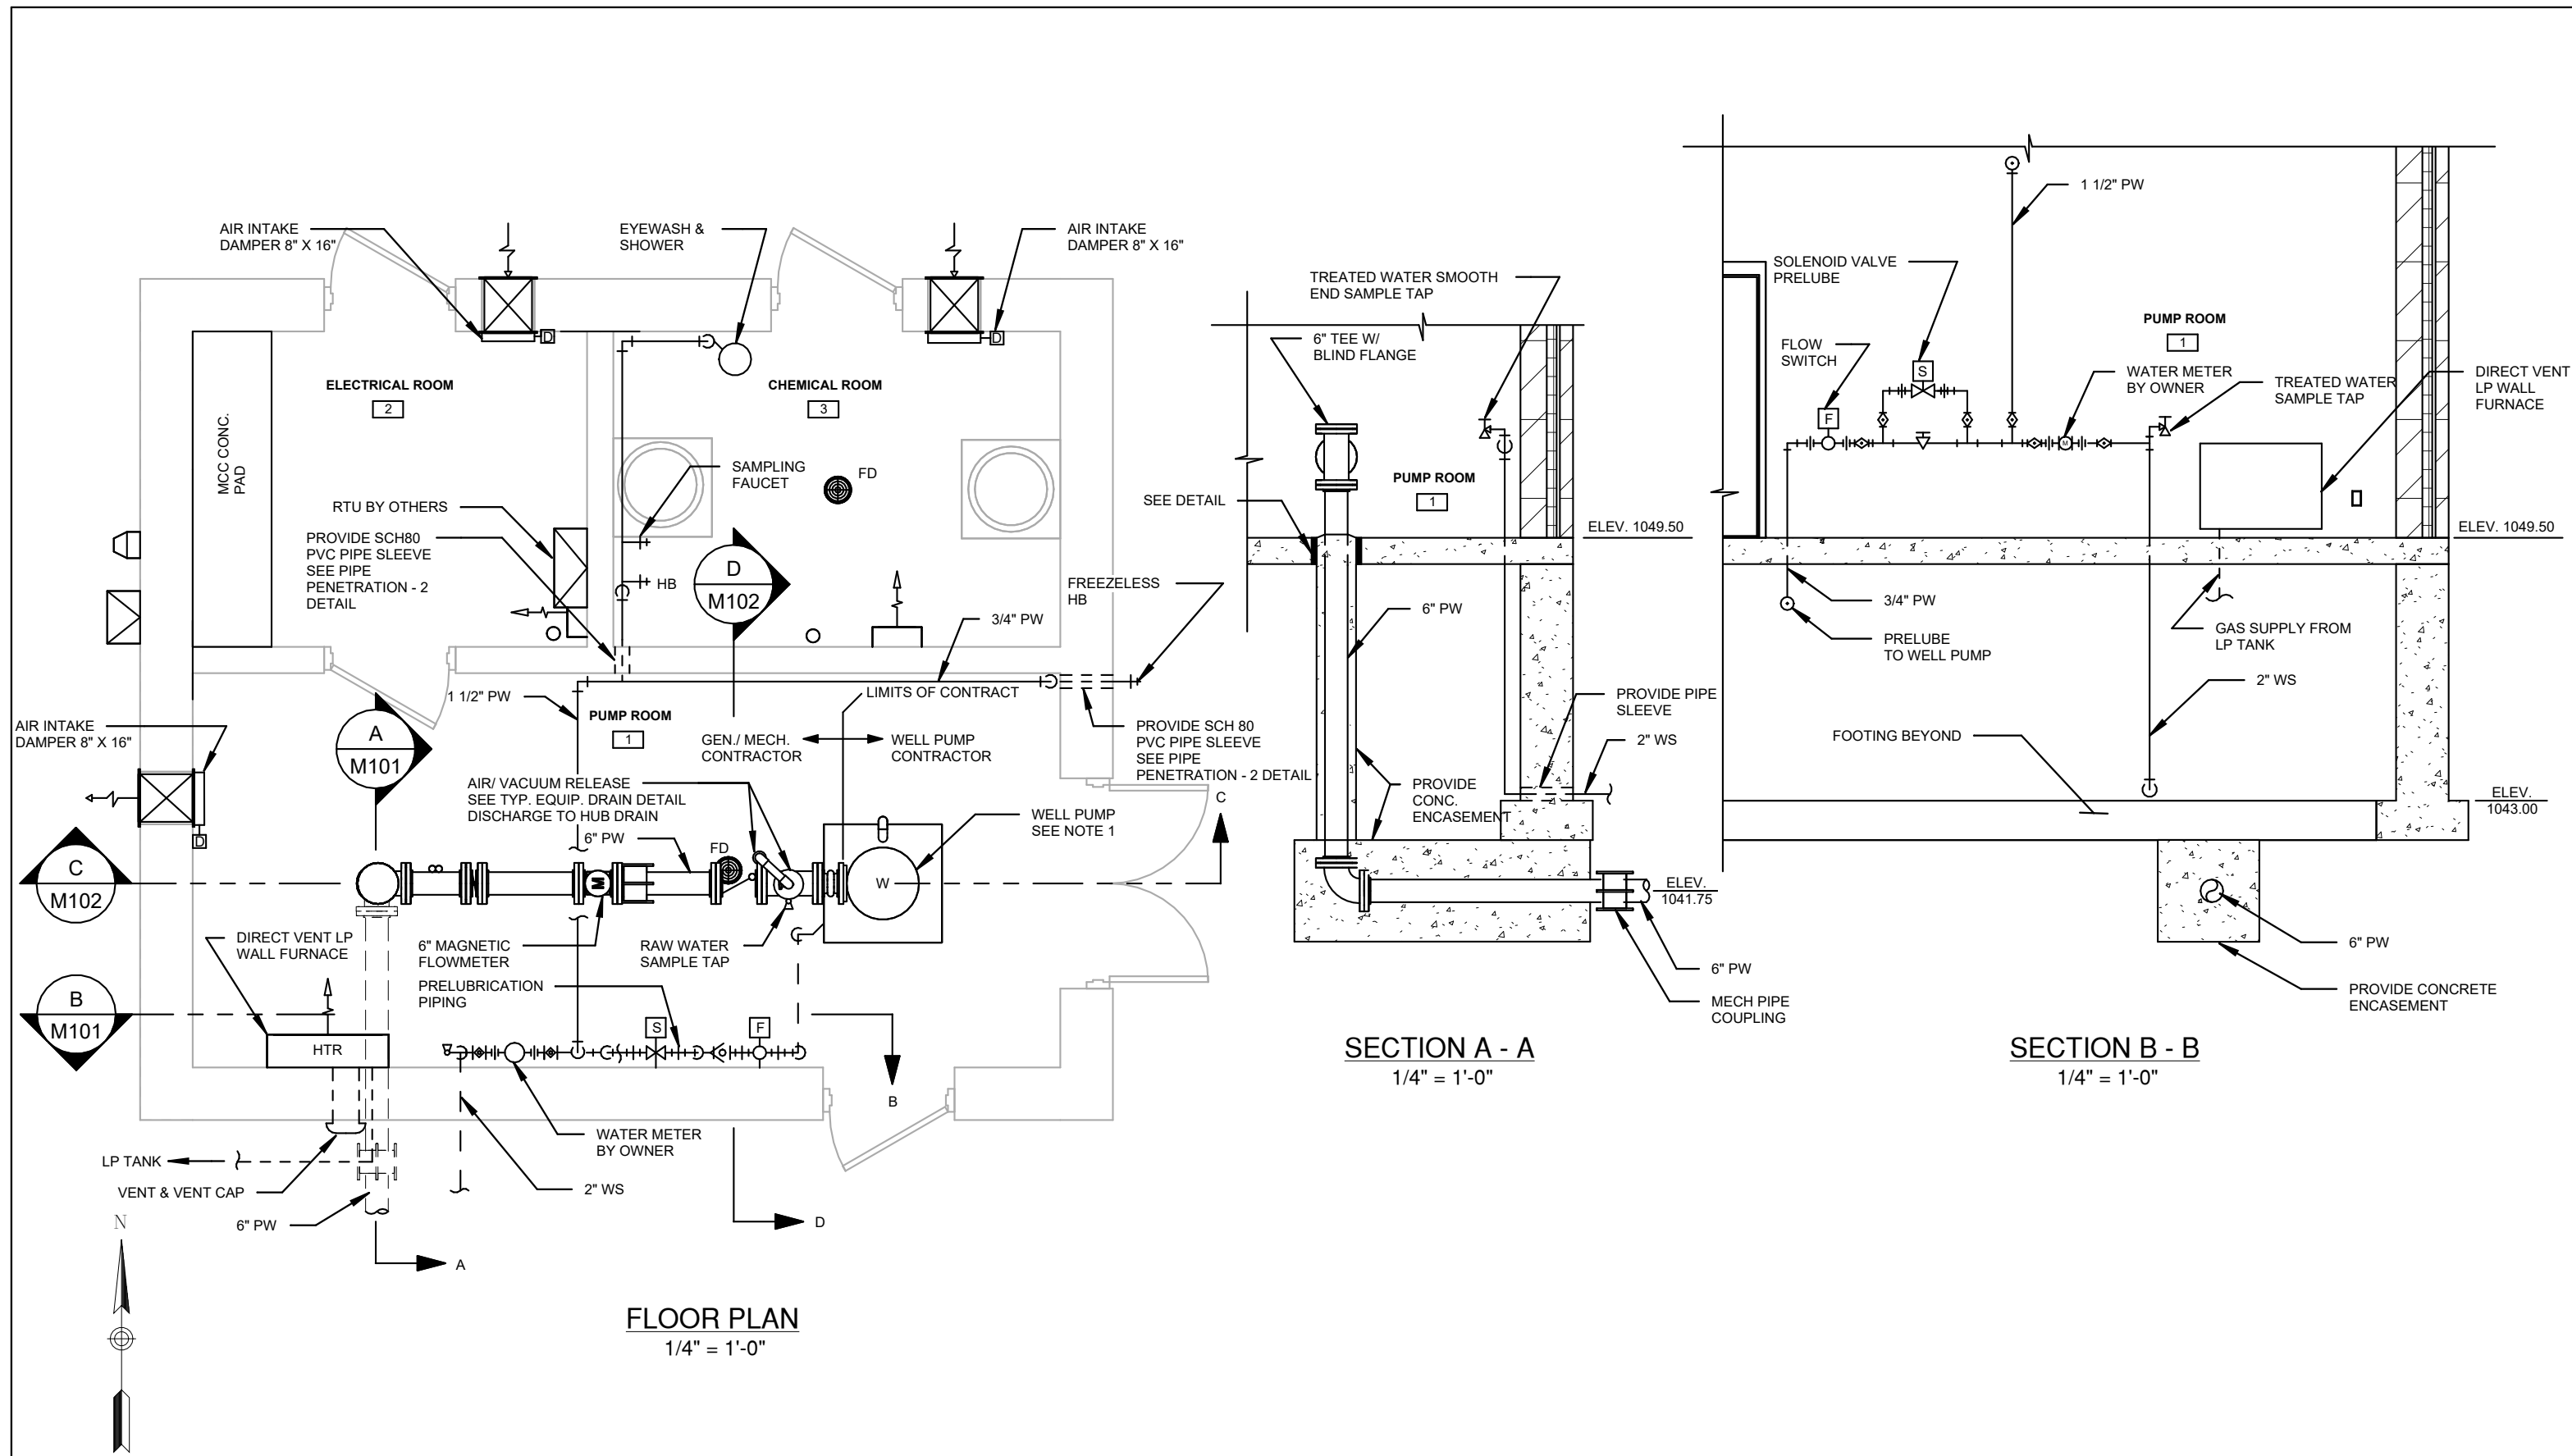 AIR INTAKE
DAMPER 8" X 16"
EYEWASH &
SHOWER
AIR INTAKE
DAMPER 8" X 16"
D
D
ELECTRICAL ROOM
2
CHEMICAL ROOM
3
MCC CONC.
PAD
SAMPLING
FAUCET
FD
RTU BY OTHERS
PROVIDE SCH80
PVC PIPE SLEEVE
SEE PIPE
PENETRATION - 2
DETAIL
HB
D
M102
FREEZELESS
HB
3/4" PW
1 1/2" PW
LIMITS OF CONTRACT
PUMP ROOM
1
A
M101
GEN./ MECH.
CONTRACTOR
WELL PUMP
CONTRACTOR
PROVIDE SCH 80
PVC PIPE SLEEVE
SEE PIPE
PENETRATION - 2 DETAIL
AIR INTAKE
DAMPER 8" X 16"
D
AIR/ VACUUM RELEASE
SEE TYP. EQUIP. DRAIN DETAIL
DISCHARGE TO HUB DRAIN
6" PW
FD
WELL PUMP
SEE NOTE 1
C
C
M102
M
W
DIRECT VENT LP
WALL FURNACE
6" MAGNETIC
FLOWMETER
RAW WATER
SAMPLE TAP
PRELUBRICATION
PIPING
B
M101
S
F
HTR
B
WATER METER
BY OWNER
LP TANK
VENT & VENT CAP
2" WS
6" PW
D
A
N
FLOOR PLAN
1/4" = 1'-0"
TREATED WATER SMOOTH
END SAMPLE TAP
6" TEE W/
BLIND FLANGE
PUMP ROOM
1
SEE DETAIL
ELEV. 1049.50
6" PW
PROVIDE PIPE
SLEEVE
2" WS
PROVIDE
CONC.
ENCASEMENT
ELEV.
1041.75
6" PW
MECH PIPE
COUPLING
SECTION A - A
1/4" = 1'-0"
1 1/2" PW
SOLENOID VALVE
PRELUBE
PUMP ROOM
1
FLOW
SWITCH
S
F
M
WATER METER
BY OWNER
TREATED WATER
SAMPLE TAP
DIRECT VENT
LP WALL
FURNACE
ELEV. 1049.50
3/4" PW
PRELUBE
TO WELL PUMP
GAS SUPPLY FROM
LP TANK
2" WS
FOOTING BEYOND
ELEV.
1043.00
6" PW
PROVIDE CONCRETE
ENCASEMENT
SECTION B - B
1/4" = 1'-0"